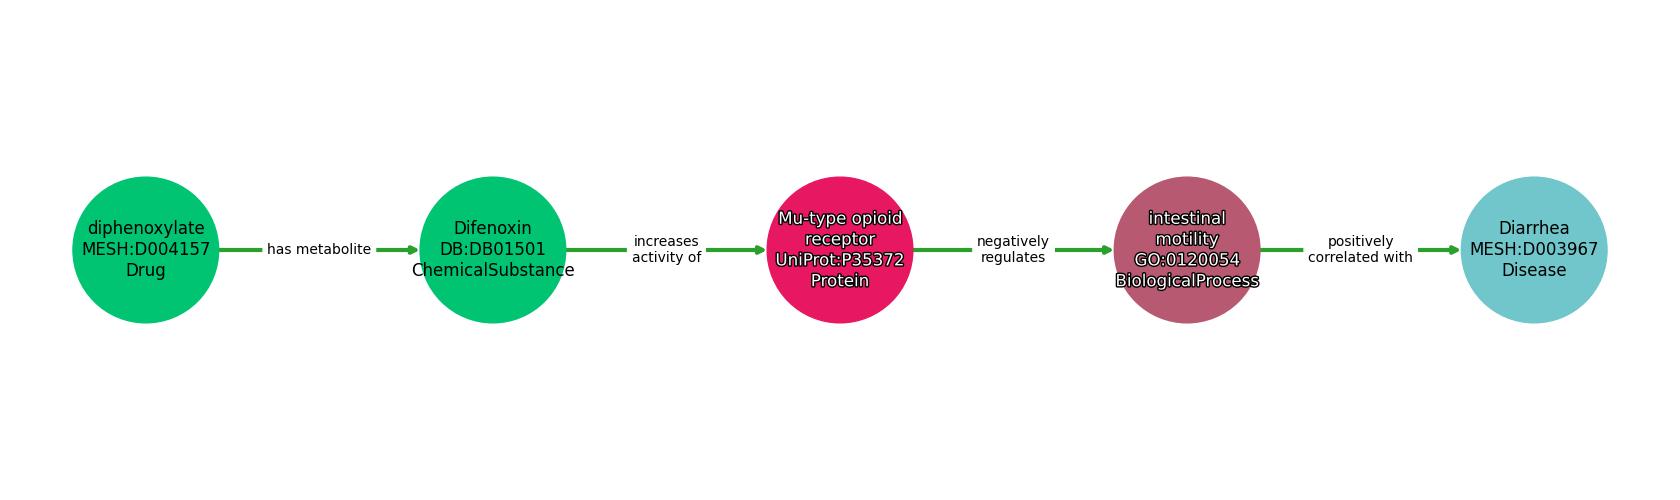 diphenoxylate
MESH:D004157
Drug
has metabolite
Difenoxin
DB:DB01501
ChemicalSubstance
increases
activity of
Mu-type opioid
receptor
UniProt:P35372
Protein
negatively
regulates
intestinal
motility
GO:0120054
BiologicalProcess
positively
correlated with
Diarrhea
MESH:D003967
Disease